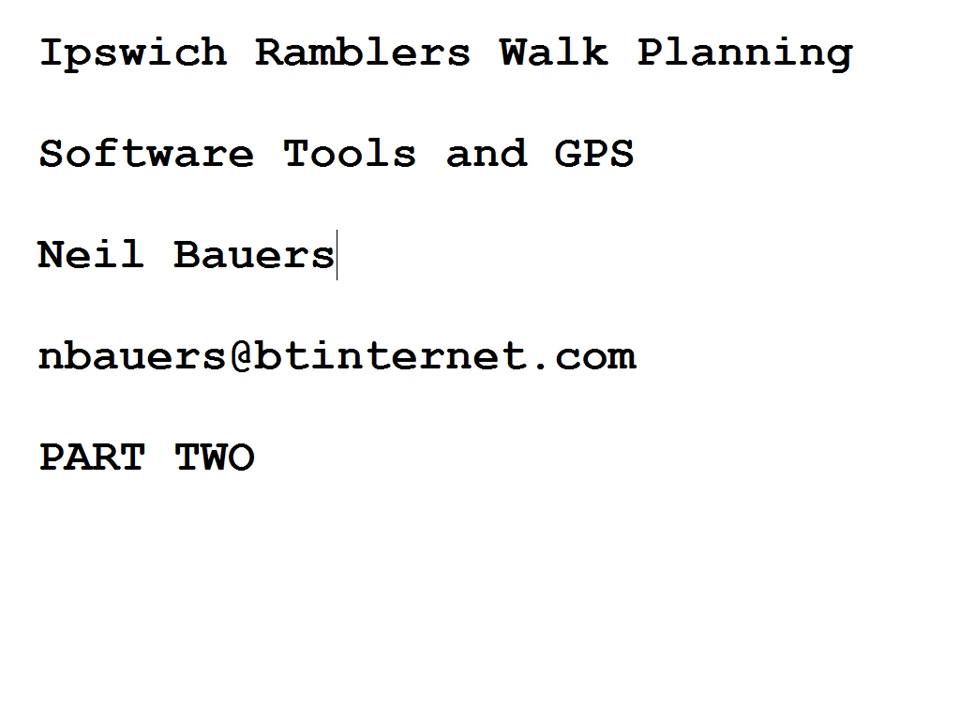 Ipswich Ramblers Walk Planning
Software Tools and GPS
Neil Bauers
nbauers@btinternet.com
PART TWO